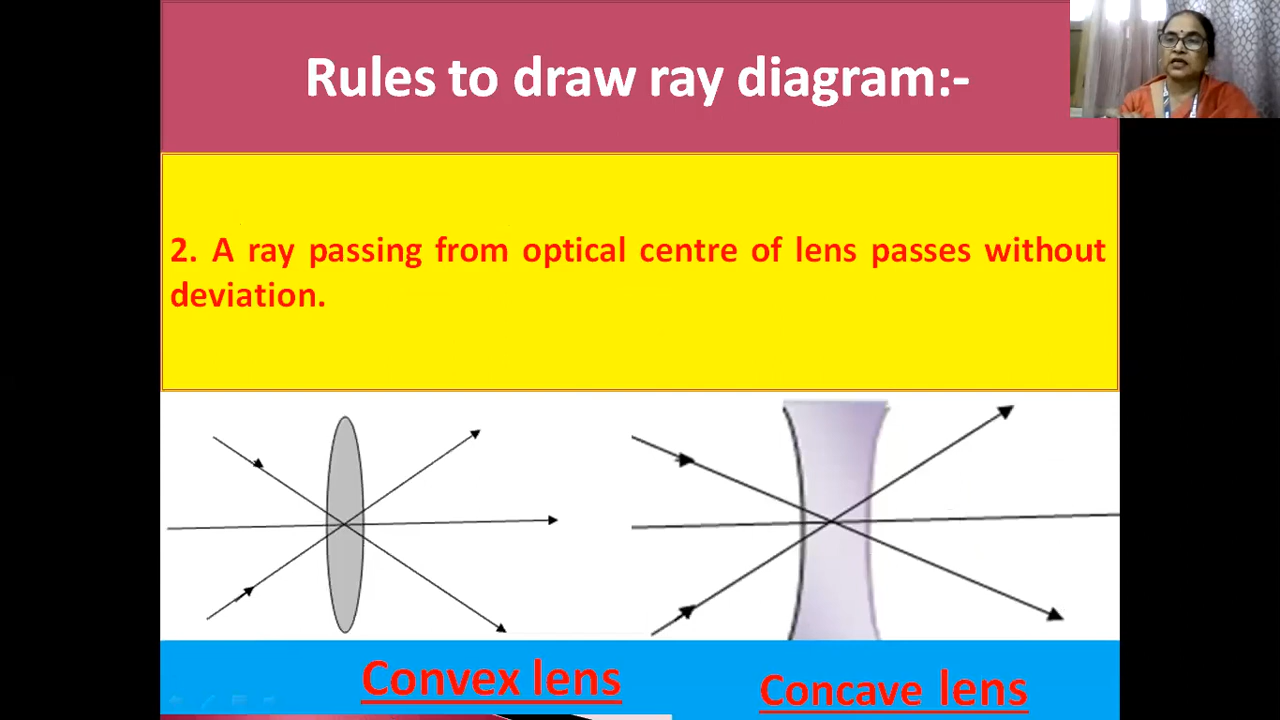 Rules to draw ray diagram:-
2. A ray passing from optical centre of lens passes without
deviation.
Convex lens
Concave lens